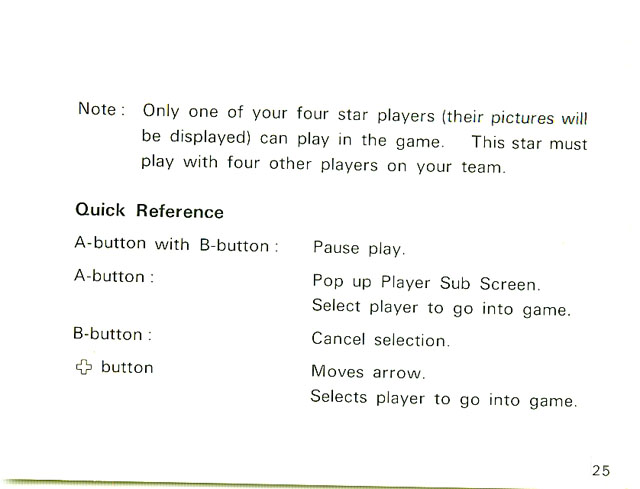 Note : Only one of your four star players (their pictures will
be displayed) can play in the game. This star must
play with four other players on your team.
Quick Reference
A-button with B-button : Pause play.
A-button : Pop up Player Sub Screen.
Select player to go into game.
B-button : Cancel selection.
button Moves arrow.
Selects player to go into game.
25